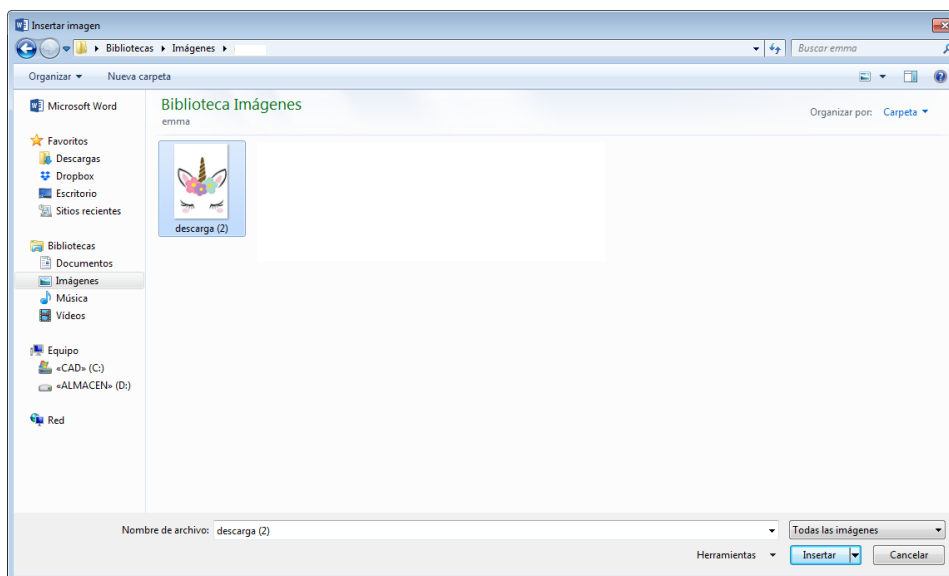 Insertar imagen
Bibliotecas Imágenes
Buscar emma
Organizar Nueva carpeta
Microsoft Word
Favoritos
Descargas
Dropbox
Escritorio
Sitios recientes
Bibliotecas
Documentos
Imágenes
Música
Vídeos
Equipo
«CAD» (C:)
«ALMACEN» (D:)
Red
Biblioteca Imágenes
emma
Organizar por: Carpeta
descarga (2)
Nombre de archivo: descarga (2)
Todas las imágenes
Herramientas Insertar Cancelar